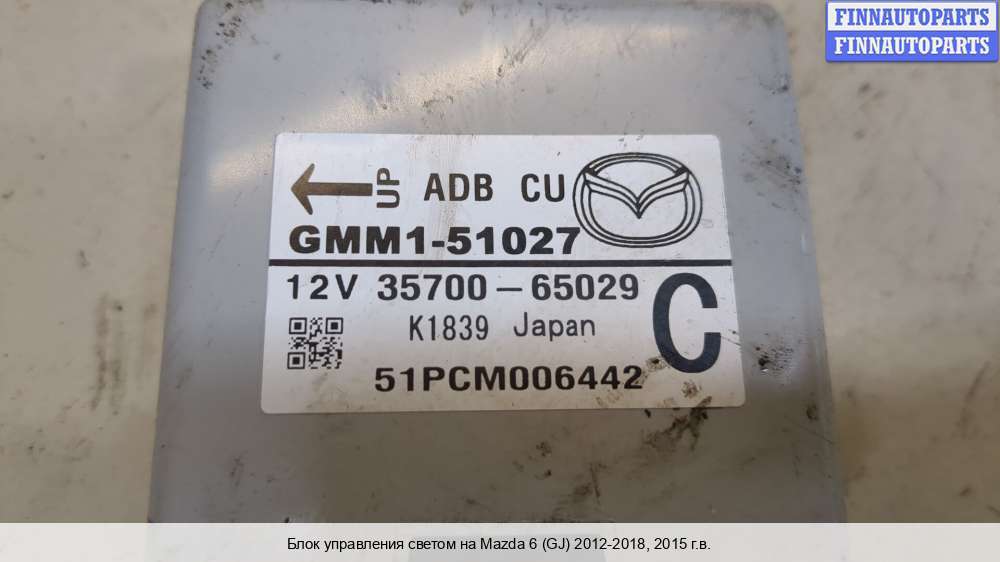 FINNAUTOPARTS
FINNAUTOPARTS
UP ADB CU
GMM1-51027
12V 35700-65029
C
K1839 Japan
51PCM006442
Блок управления светом на Mazda 6 (GJ) 2012-2018, 2015 г.в.